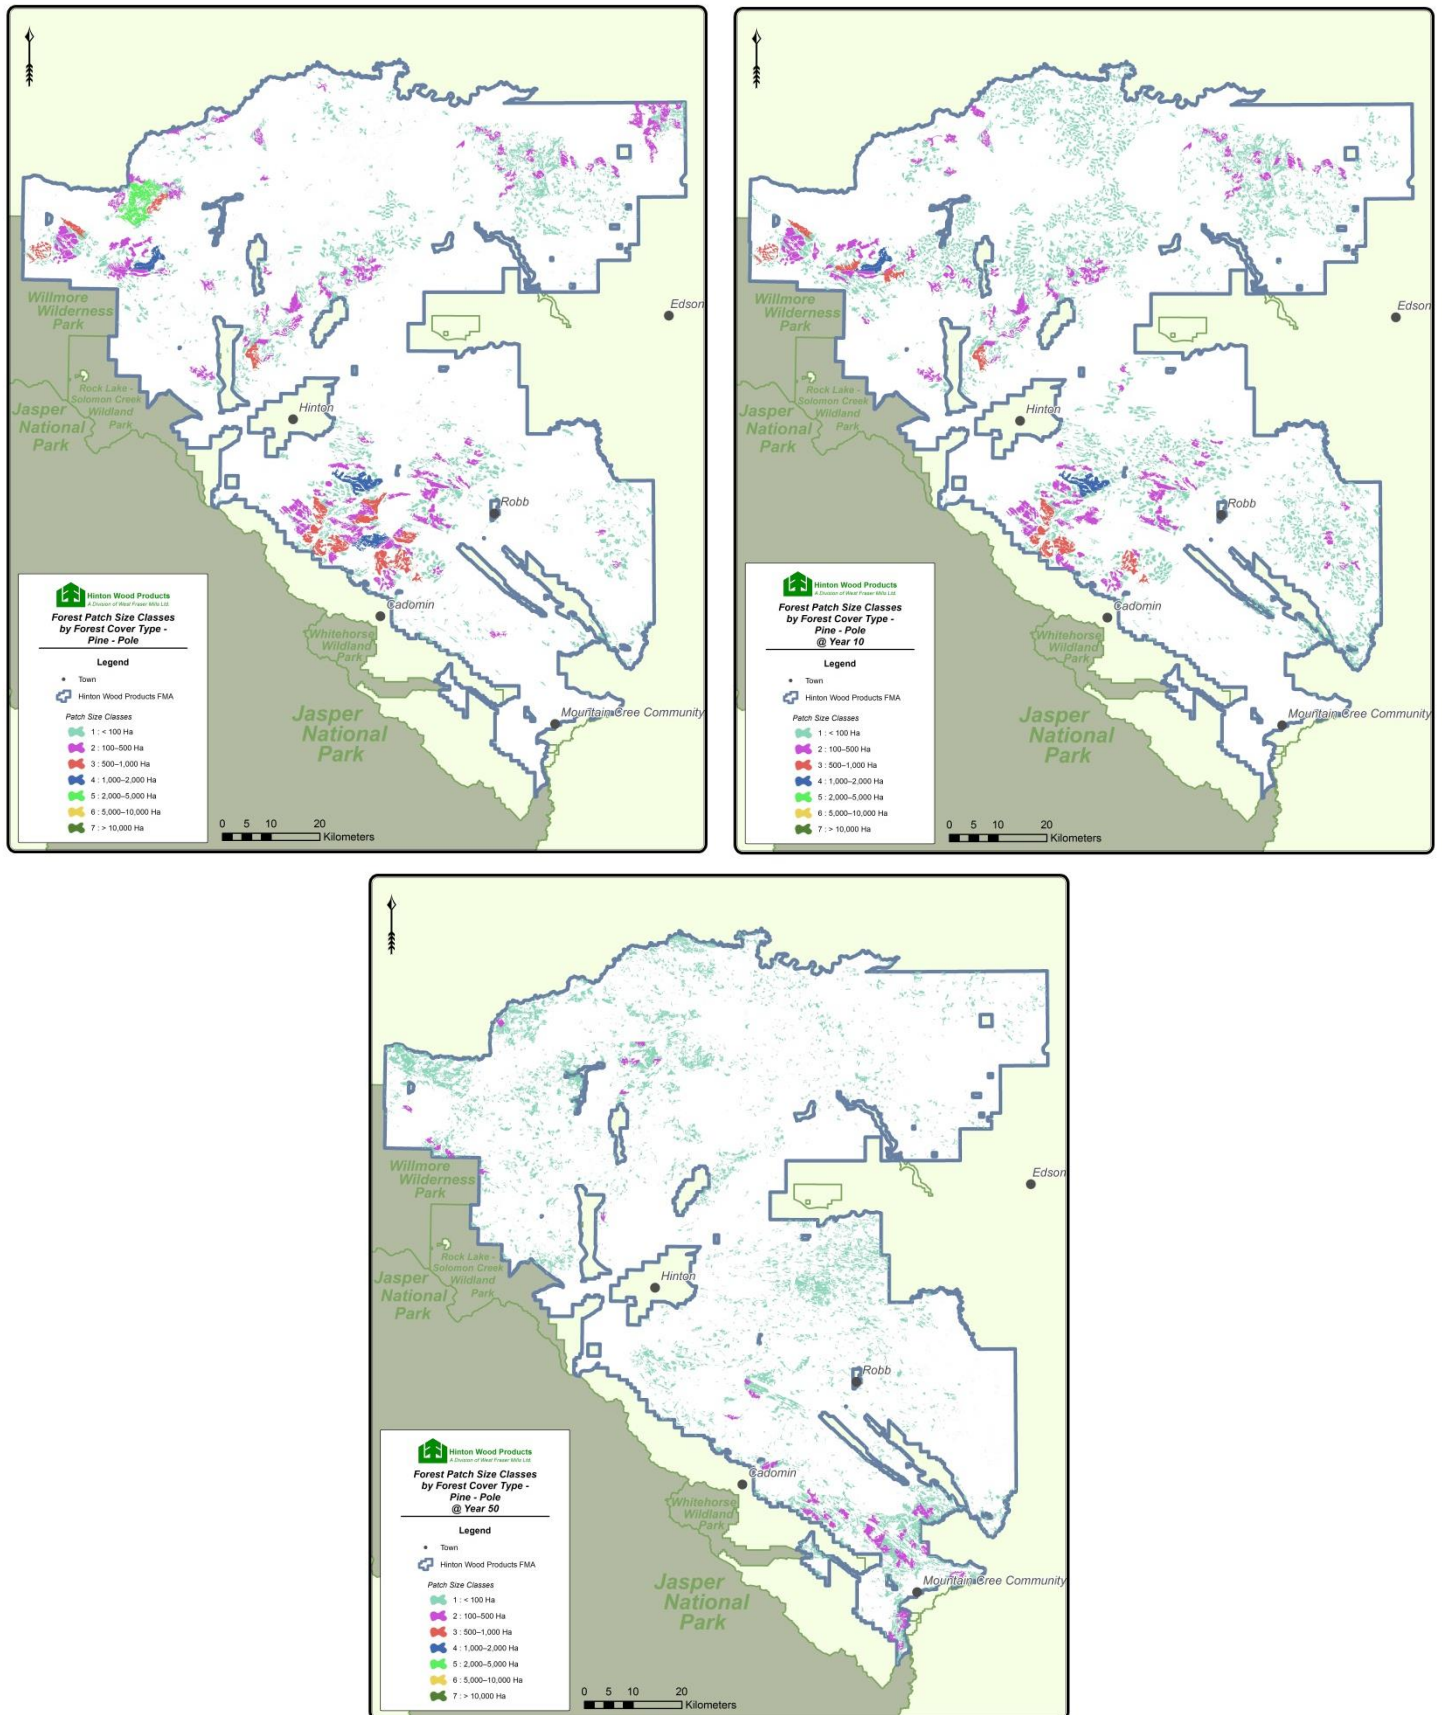 Willmore
Wilderness
Park
Edson
Rock Lake -
Solomon Creek
Wildland
Park
Jasper
National
Park
Hinton
Robb
Cadomin
Whitehorse
Wildland
Park
Mountain Cree Community
Jasper
National
Park
Hinton Wood Products
A Division of West Fraser Mills Ltd.
Forest Patch Size Classes
by Forest Cover Type -
Pine - Pole
Legend
Town
Hinton Wood Products FMA
Patch Size Classes
1 : < 100 Ha
2 : 100–500 Ha
3 : 500–1,000 Ha
4 : 1,000–2,000 Ha
5 : 2,000–5,000 Ha
6 : 5,000–10,000 Ha
7 : > 10,000 Ha
0 5 10 20
Kilometers
Willmore
Wilderness
Park
Edson
Rock Lake -
Solomon Creek
Wildland
Park
Jasper
National
Park
Hinton
Robb
Cadomin
Whitehorse
Wildland
Park
Mountain Cree Community
Jasper
National
Park
Hinton Wood Products
A Division of West Fraser Mills Ltd.
Forest Patch Size Classes
by Forest Cover Type -
Pine - Pole
@ Year 10
Legend
Town
Hinton Wood Products FMA
Patch Size Classes
1 : < 100 Ha
2 : 100–500 Ha
3 : 500–1,000 Ha
4 : 1,000–2,000 Ha
5 : 2,000–5,000 Ha
6 : 5,000–10,000 Ha
7 : > 10,000 Ha
0 5 10 20
Kilometers
Willmore
Wilderness
Park
Edson
Rock Lake -
Solomon Creek
Wildland
Park
Jasper
National
Park
Hinton
Robb
Cadomin
Whitehorse
Wildland
Park
Mountain Cree Community
Jasper
National
Park
Hinton Wood Products
A Division of West Fraser Mills Ltd.
Forest Patch Size Classes
by Forest Cover Type -
Pine - Pole
@ Year 50
Legend
Town
Hinton Wood Products FMA
Patch Size Classes
1 : < 100 Ha
2 : 100–500 Ha
3 : 500–1,000 Ha
4 : 1,000–2,000 Ha
5 : 2,000–5,000 Ha
6 : 5,000–10,000 Ha
7 : > 10,000 Ha
0 5 10 20
Kilometers